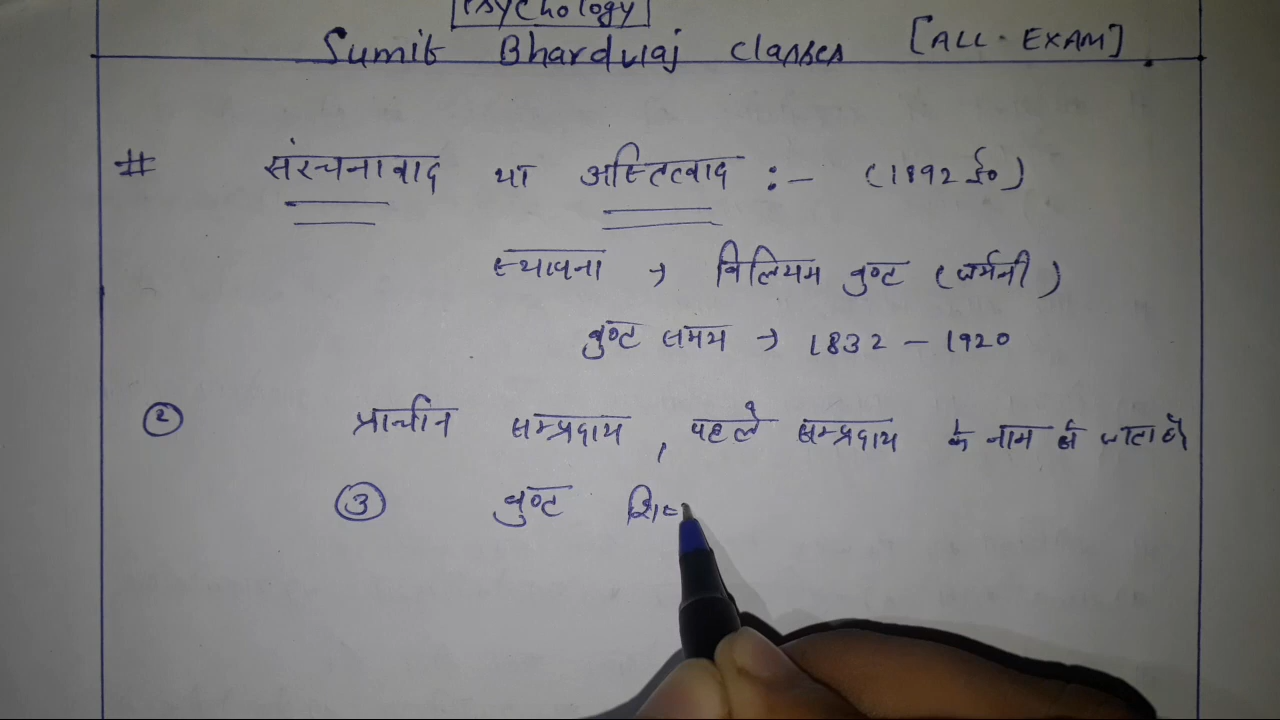 Psychology
Sumit Bhardwaj Classes [ALL. EXAM]
# संरचनावाद या अस्तित्ववाद :- (1892 ई०)
स्थापना → विलियम वुण्ट (जर्मनी)
वुण्ट समय → 1832 - 1920
② प्राचीन सम्प्रदाय, पहले सम्प्रदाय के नाम से जाता है
③ वुण्ट